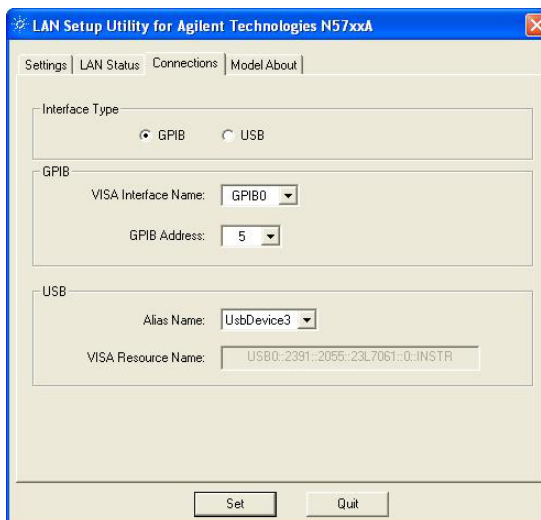 LAN Setup Utility for Agilent Technologies N57xxA
Settings LAN Status Connections Model About
Interface Type
GPIB USB
GPIB
VISA Interface Name: GPIB0
GPIB Address: 5
USB
Alias Name: UsbDevice3
VISA Resource Name: USB0::2391::2055::23L7061::0::INSTR
Set Quit